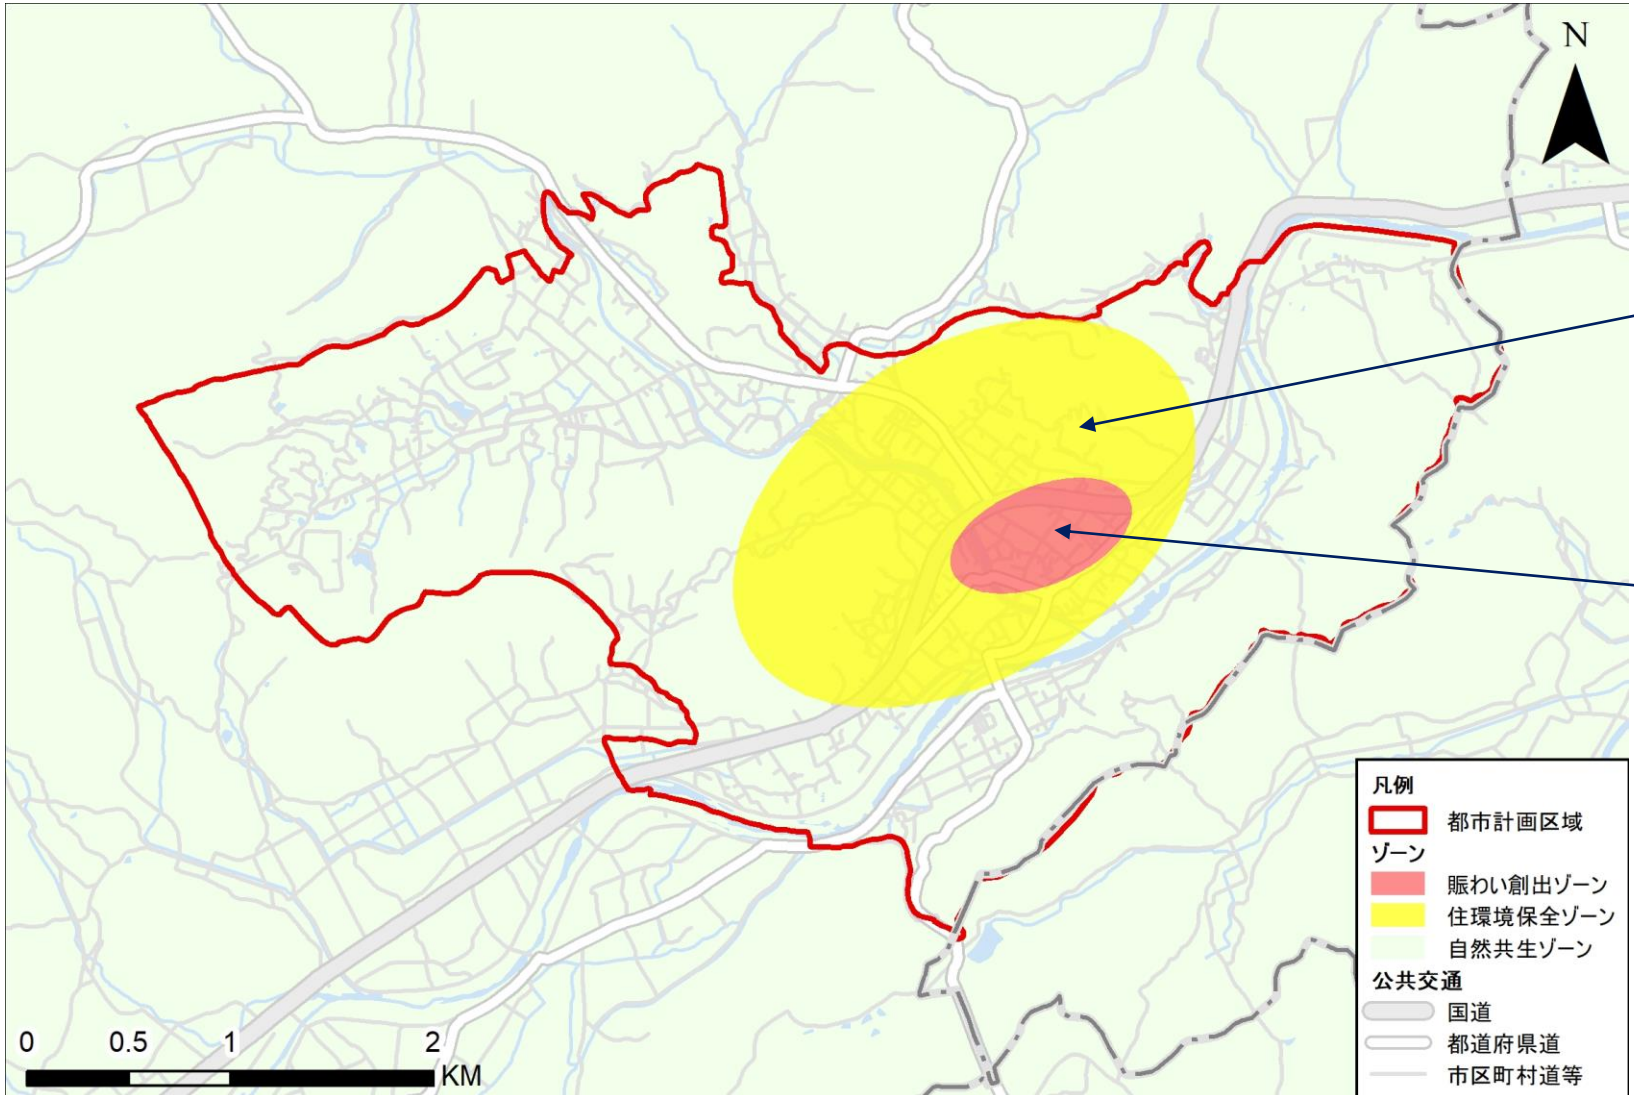 N
凡例
都市計画区域
ゾーン
賑わい創出ゾーン
住環境保全ゾーン
自然共生ゾーン
公共交通
国道
都道府県道
市区町村道等
0 0.5 1 2
KM